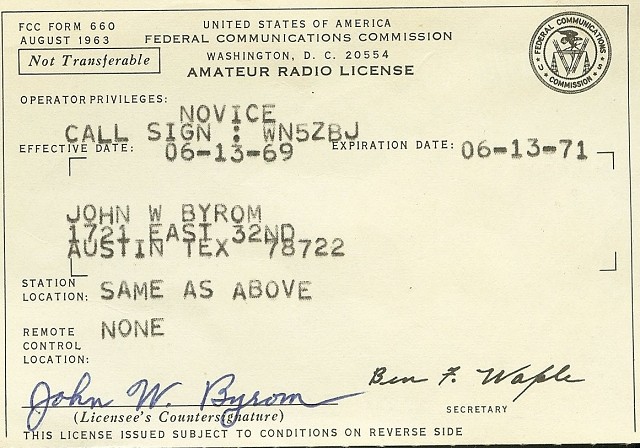 FCC FORM 660
AUGUST 1963
Not Transferable
UNITED STATES OF AMERICA
FEDERAL COMMUNICATIONS COMMISSION
WASHINGTON, D. C. 20554
AMATEUR RADIO LICENSE
FEDERAL COMMUNICATIONS COMMISSION
U S
OPERATOR PRIVILEGES:
NOVICE
CALL SIGN : WN5ZBJ
EFFECTIVE DATE: 06-13-69 EXPIRATION DATE: 06-13-71
JOHN W BYROM
1721 EAST 32ND
AUSTIN TEX 78722
STATION
LOCATION: SAME AS ABOVE
REMOTE
CONTROL
LOCATION: NONE
John W. Byrom
(Licensee's Countersignature)
Ben F. Waple
SECRETARY
THIS LICENSE ISSUED SUBJECT TO CONDITIONS ON REVERSE SIDE